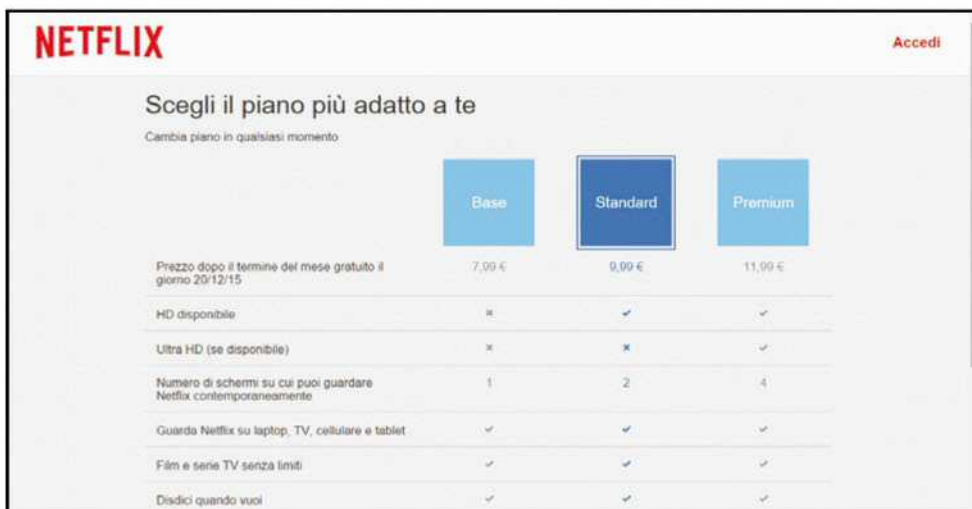 NETFLIX
Accedi
Scegli il piano più adatto a te
Cambia piano in qualsiasi momento
Base Standard Premium
Prezzo dopo il termine del mese gratuito il
giorno 20/12/15
7,99 € 9,99 € 11,99 €
HD disponibile
Ultra HD (se disponibile)
Numero di schermi su cui puoi guardare
Netflix contemporaneamente
1 2 4
Guarda Netflix su laptop, TV, cellulare e tablet
Film e serie TV senza limiti
Disdici quando vuoi